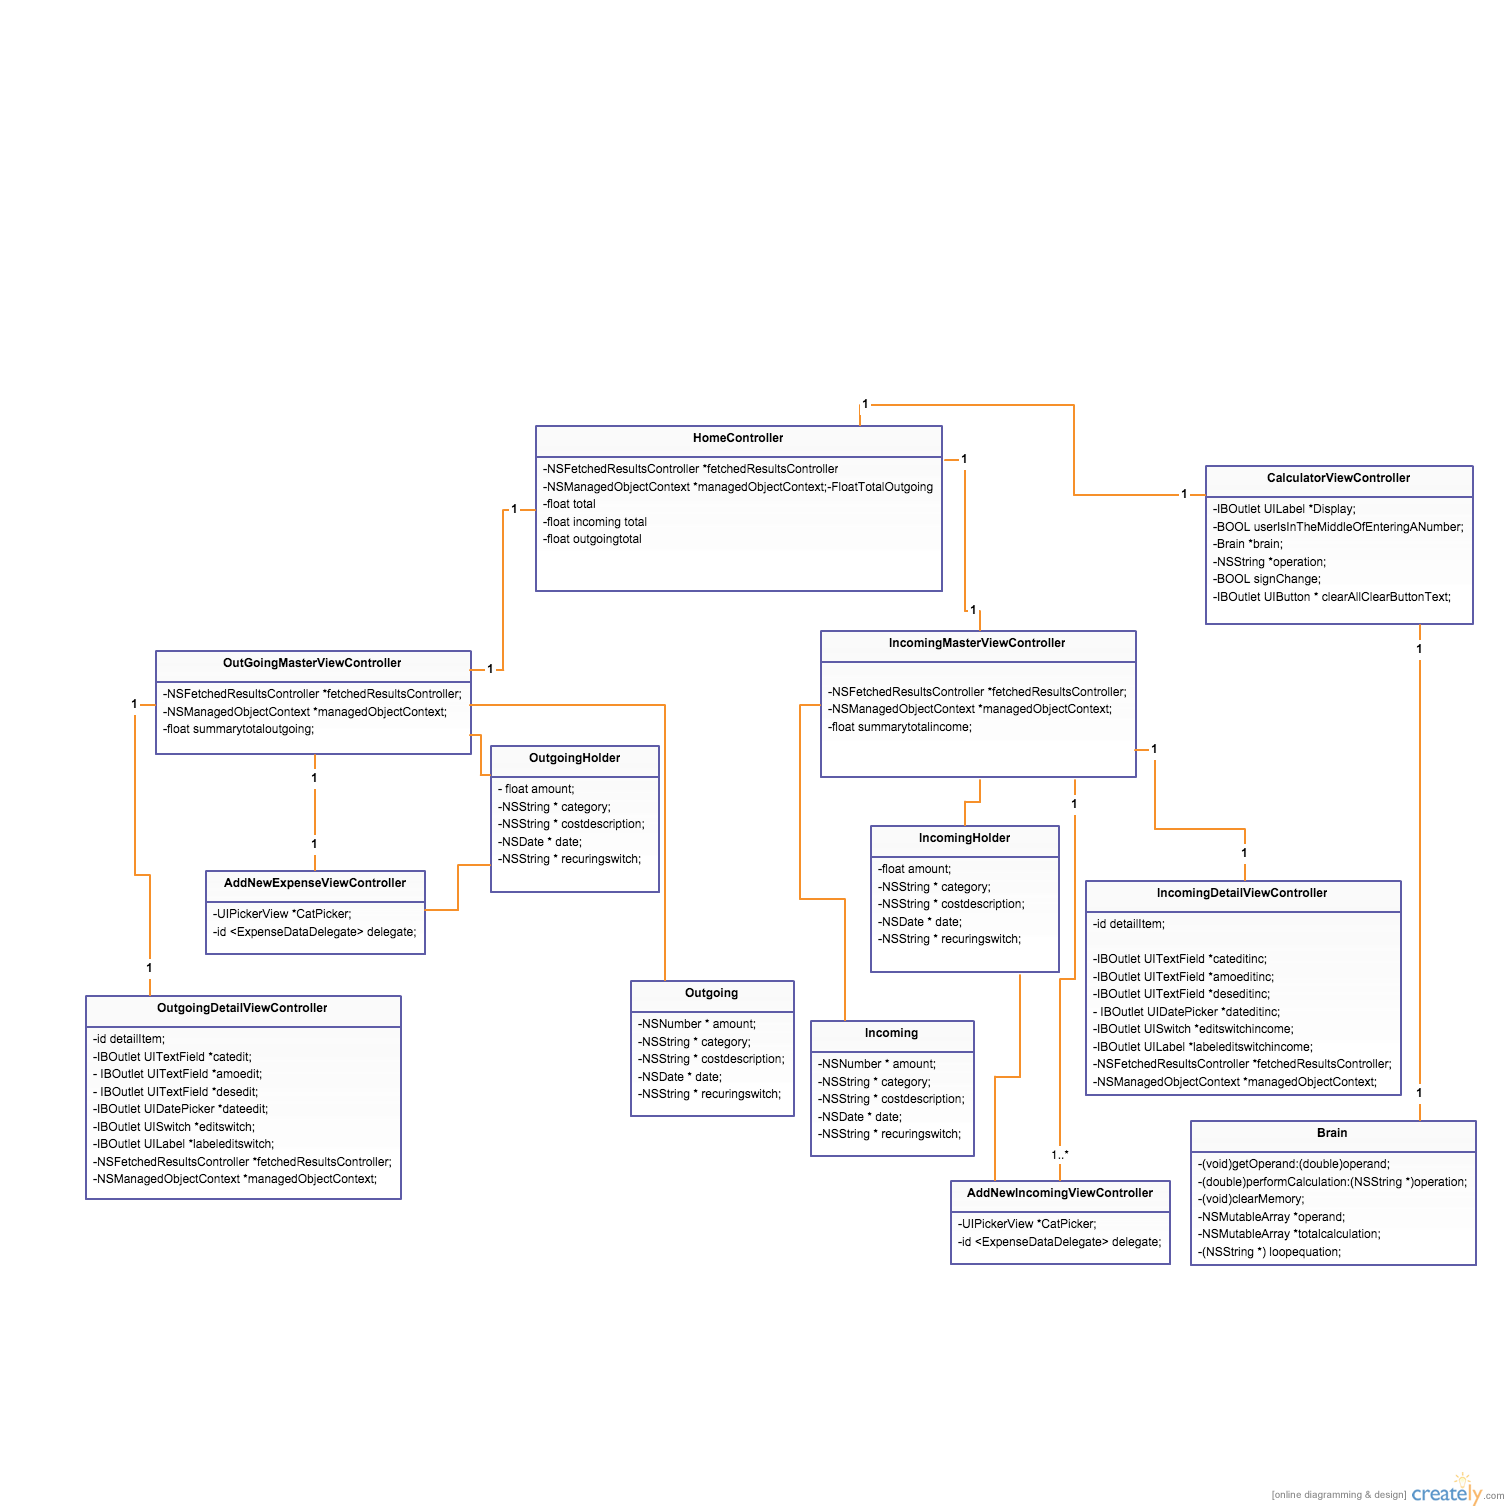 1
HomeController
-NSFetchedResultsController *fetchedResultsController
-NSManagedObjectContext *managedObjectContext;-FloatTotalOutgoing
-float total
-float incoming total
-float outgoingtotal
1
1
1
CalculatorViewController
-IBOutlet UILabel *Display;
-BOOL userIsInTheMiddleOfEnteringANumber;
-Brain *brain;
-NSString *operation;
-BOOL signChange;
-IBOutlet UIButton * clearAllClearButtonText;
1
1
1
OutGoingMasterViewController
-NSFetchedResultsController *fetchedResultsController;
-NSManagedObjectContext *managedObjectContext;
-float summarytotaloutgoing;
1
1
1
IncomingMasterViewController
-NSFetchedResultsController *fetchedResultsController;
-NSManagedObjectContext *managedObjectContext;
-float summarytotalincome;
1
1
OutgoingHolder
- float amount;
-NSString * category;
-NSString * costdescription;
-NSDate * date;
-NSString * recuringswitch;
AddNewExpenseViewController
-UIPickerView *CatPicker;
-id <ExpenseDataDelegate> delegate;
IncomingHolder
-float amount;
-NSString * category;
-NSString * costdescription;
-NSDate * date;
-NSString * recuringswitch;
1
IncomingDetailViewController
-id detailItem;
-IBOutlet UITextField *cateditinc;
-IBOutlet UITextField *amoeditinc;
-IBOutlet UITextField *deseditinc;
- IBOutlet UIDatePicker *dateditinc;
-IBOutlet UISwitch *editswitchincome;
-IBOutlet UILabel *labeleditswitchincome;
-NSFetchedResultsController *fetchedResultsController;
-NSManagedObjectContext *managedObjectContext;
1
OutgoingDetailViewController
-id detailItem;
-IBOutlet UITextField *catedit;
- IBOutlet UITextField *amoedit;
- IBOutlet UITextField *desedit;
-IBOutlet UIDatePicker *dateedit;
-IBOutlet UISwitch *editswitch;
-IBOutlet UILabel *labeleditswitch;
-NSFetchedResultsController *fetchedResultsController;
-NSManagedObjectContext *managedObjectContext;
Outgoing
-NSNumber * amount;
-NSString * category;
-NSString * costdescription;
-NSDate * date;
-NSString * recuringswitch;
Incoming
-NSNumber * amount;
-NSString * category;
-NSString * costdescription;
-NSDate * date;
-NSString * recuringswitch;
1
1..*
AddNewIncomingViewController
-UIPickerView *CatPicker;
-id <ExpenseDataDelegate> delegate;
Brain
-(void)getOperand:(double)operand;
-(double)performCalculation:(NSString *)operation;
-(void)clearMemory;
-NSMutableArray *operand;
-NSMutableArray *totalcalculation;
-(NSString *) loopequation;
[online diagramming & design] creately.com